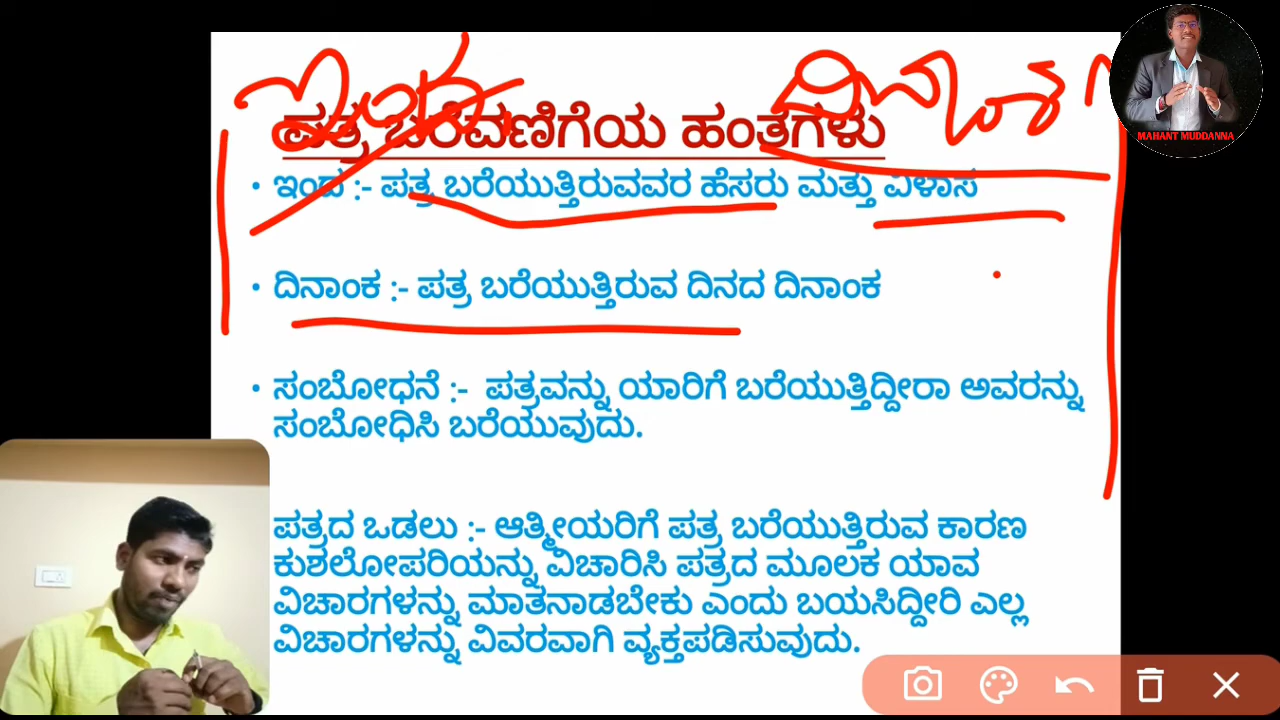 ಇಂದ
ದಿನಾಂಕ
MAHANT MUDDANNA
ಪತ್ರ ಬರವಣಿಗೆಯ ಹಂತಗಳು
• ಇಂದ :- ಪತ್ರ ಬರೆಯುತ್ತಿರುವವರ ಹೆಸರು ಮತ್ತು ವಿಳಾಸ
• ದಿನಾಂಕ :- ಪತ್ರ ಬರೆಯುತ್ತಿರುವ ದಿನದ ದಿನಾಂಕ
• ಸಂಬೋಧನೆ :- ಪತ್ರವನ್ನು ಯಾರಿಗೆ ಬರೆಯುತ್ತಿದ್ದೀರಾ ಅವರನ್ನು
ಸಂಬೋಧಿಸಿ ಬರೆಯುವುದು.
ಪತ್ರದ ಒಡಲು :- ಆತ್ಮೀಯರಿಗೆ ಪತ್ರ ಬರೆಯುತ್ತಿರುವ ಕಾರಣ
ಕುಶಲೋಪರಿಯನ್ನು ವಿಚಾರಿಸಿ ಪತ್ರದ ಮೂಲಕ ಯಾವ
ವಿಚಾರಗಳನ್ನು ಮಾತನಾಡಬೇಕು ಎಂದು ಬಯಸಿದ್ದೀರಿ ಎಲ್ಲ
ವಿಚಾರಗಳನ್ನು ವಿವರವಾಗಿ ವ್ಯಕ್ತಪಡಿಸುವುದು.